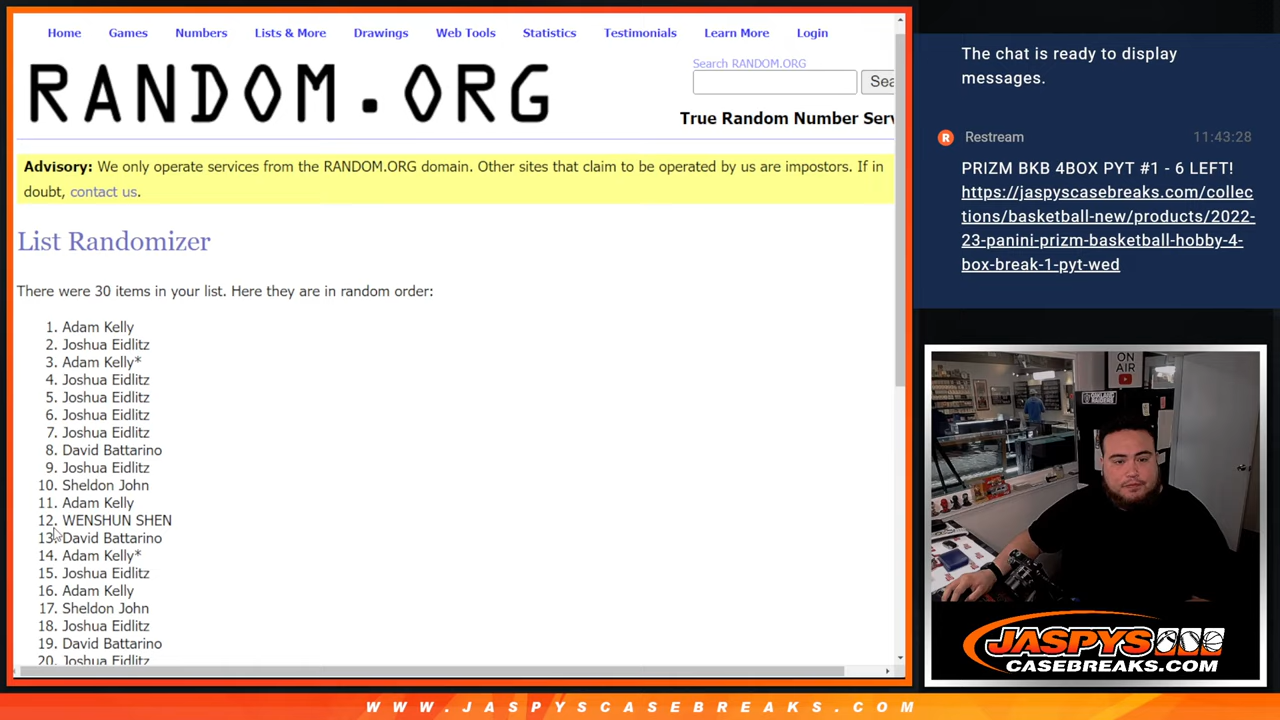 Home Games Numbers Lists & More Drawings Web Tools Statistics Testimonials Learn More Login
RANDOM.ORG
Search RANDOM.ORG
Sea
True Random Number Serv
Advisory: We only operate services from the RANDOM.ORG domain. Other sites that claim to be operated by us are impostors. If in
doubt, contact us.
List Randomizer
There were 30 items in your list. Here they are in random order:
1. Adam Kelly
2. Joshua Eidlitz
3. Adam Kelly*
4. Joshua Eidlitz
5. Joshua Eidlitz
6. Joshua Eidlitz
7. Joshua Eidlitz
8. David Battarino
9. Joshua Eidlitz
10. Sheldon John
11. Adam Kelly
12. WENSHUN SHEN
13. David Battarino
14. Adam Kelly*
15. Joshua Eidlitz
16. Adam Kelly
17. Sheldon John
18. Joshua Eidlitz
19. David Battarino
20. Joshua Eidlitz
The chat is ready to display
messages.
R Restream 11:43:28
PRIZM BKB 4BOX PYT #1 - 6 LEFT!
https://jaspyscasebreaks.com/collec
tions/basketball-new/products/2022-
23-panini-prizm-basketball-hobby-4-
box-break-1-pyt-wed
ON
AIR
JASPYS
CASEBREAKS.COM
WWW.JASPYSCASEBREAKS.COM